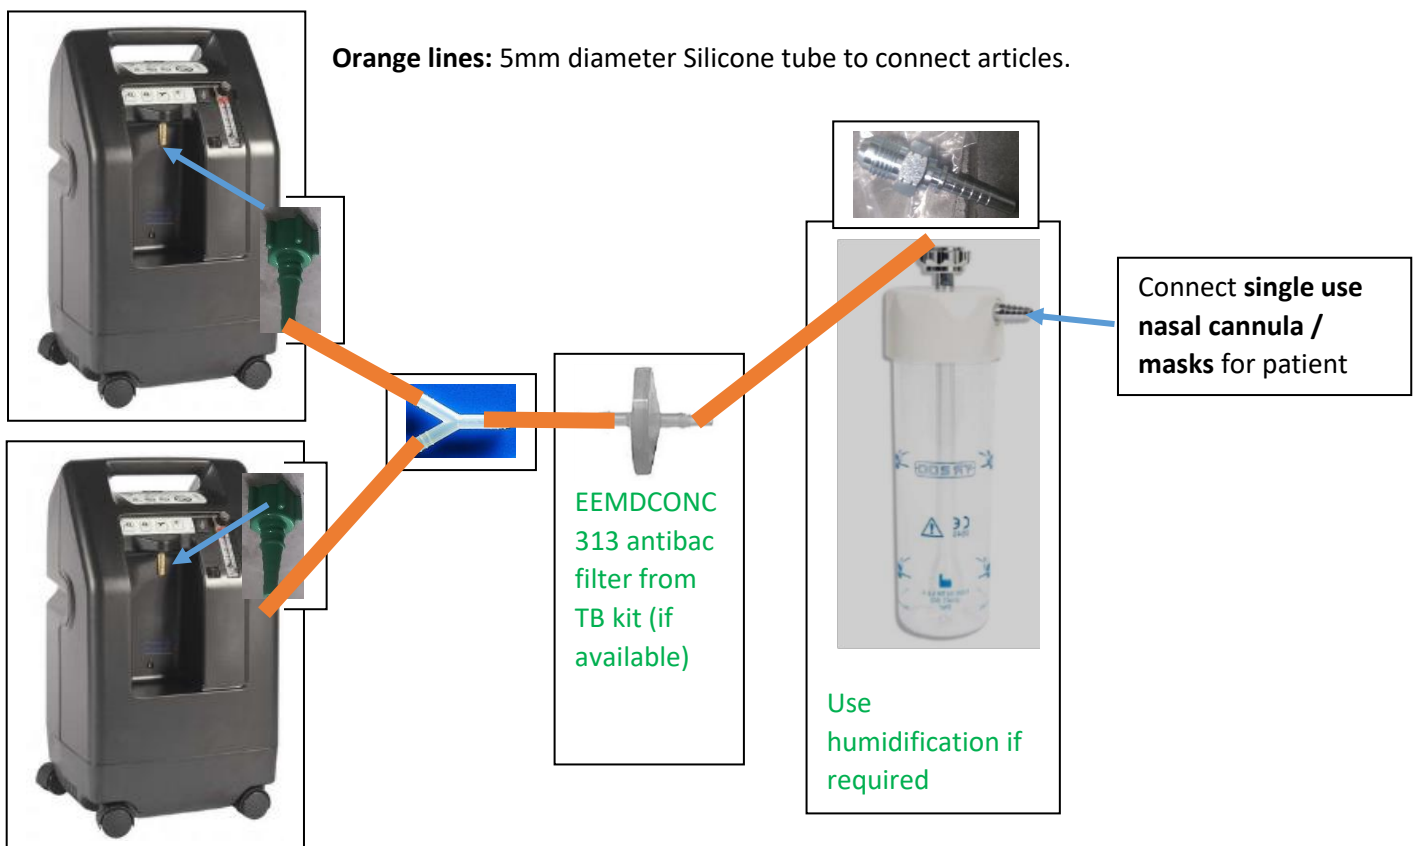 Orange lines: 5mm diameter Silicone tube to connect articles.
Connect single use
nasal cannula /
masks for patient
EEMDCONC
313 antibac
filter from
TB kit (if
available)
Use
humidification if
required